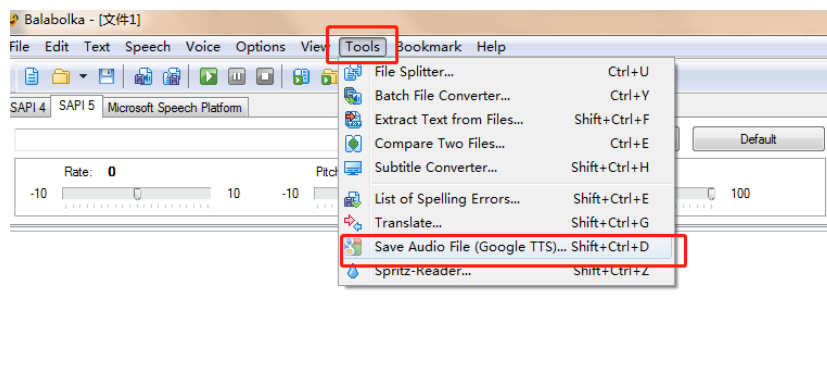 Balabolka - [文件1]
File Edit Text Speech Voice Options View Tools Bookmark Help
File Splitter... Ctrl+U
SAPI 4 SAPI 5 Microsoft Speech Platform
Batch File Converter... Ctrl+Y
Extract Text from Files... Shift+Ctrl+F
Compare Two Files... Ctrl+E
Default
Subtitle Converter... Shift+Ctrl+H
Rate: 0
-10 10 -10 100
List of Spelling Errors... Shift+Ctrl+E
Translate... Shift+Ctrl+G
Save Audio File (Google TTS)... Shift+Ctrl+D
Spritz-Reader... Shift+Ctrl+Z